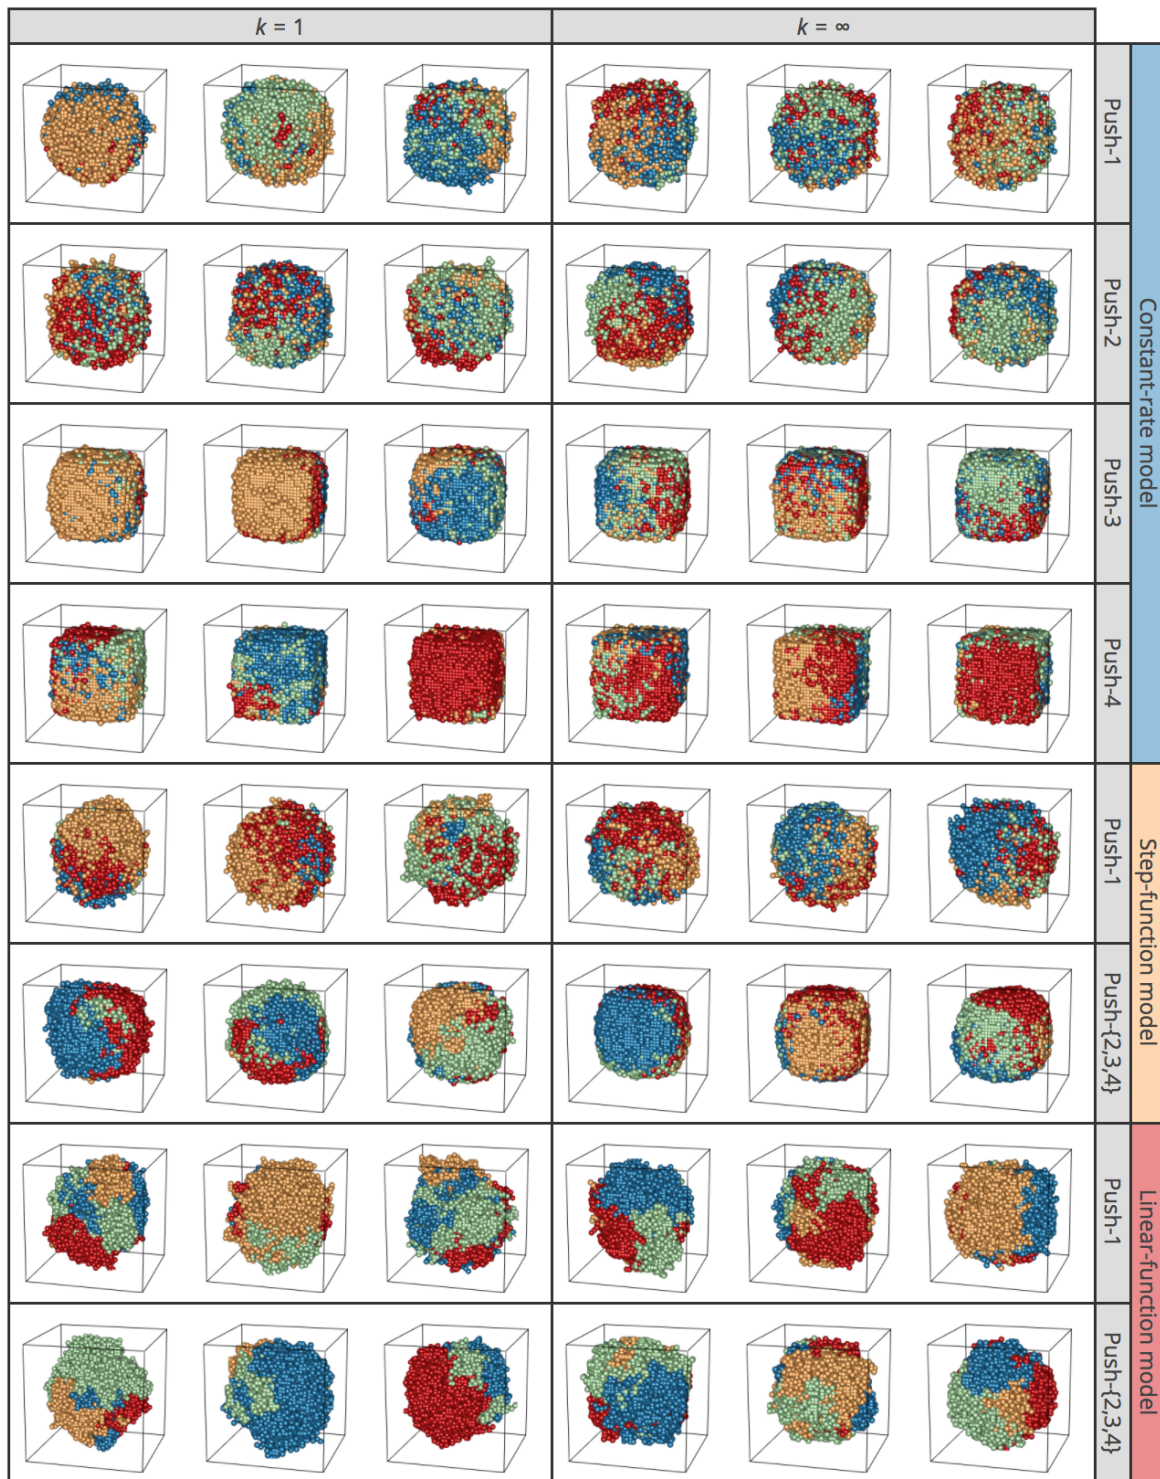 k = 1
k = ∞
Constant-rate model
Push-1
Push-2
Push-3
Push-4
Step-function model
Push-1
Push-{2,3,4}
Linear-function model
Push-1
Push-{2,3,4}